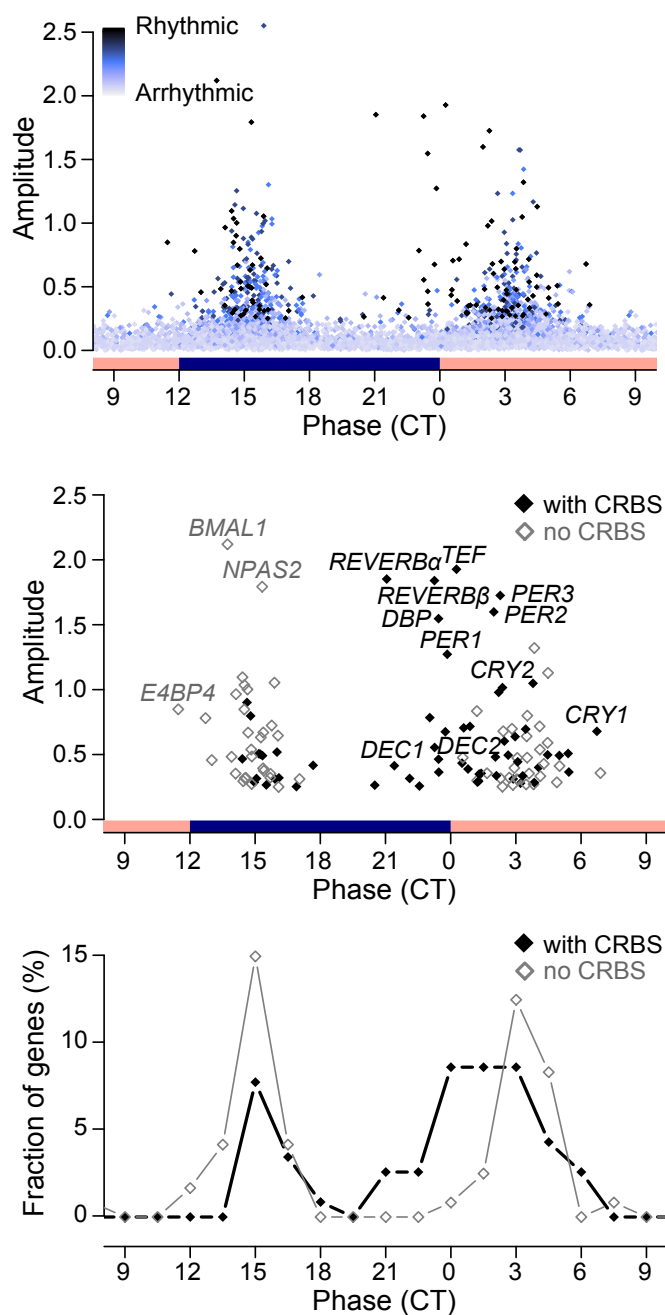 2.5
Rhythmic
2.0
Arrhythmic
1.5
1.0
0.5
0.0
Amplitude
9 12 15 18 21 0 3 6 9
Phase (CT)
2.5
with CRBS
no CRBS
BMAL1
2.0
REVERBα TEF
NPAS2
REVERBβ PER3
1.5
DBP PER2
PER1
CRY2
1.0
E4BP4
CRY1
DEC1 DEC2
0.5
0.0
Amplitude
9 12 15 18 21 0 3 6 9
Phase (CT)
15
with CRBS
no CRBS
10
5
0
Fraction of genes (%)
9 12 15 18 21 0 3 6 9
Phase (CT)